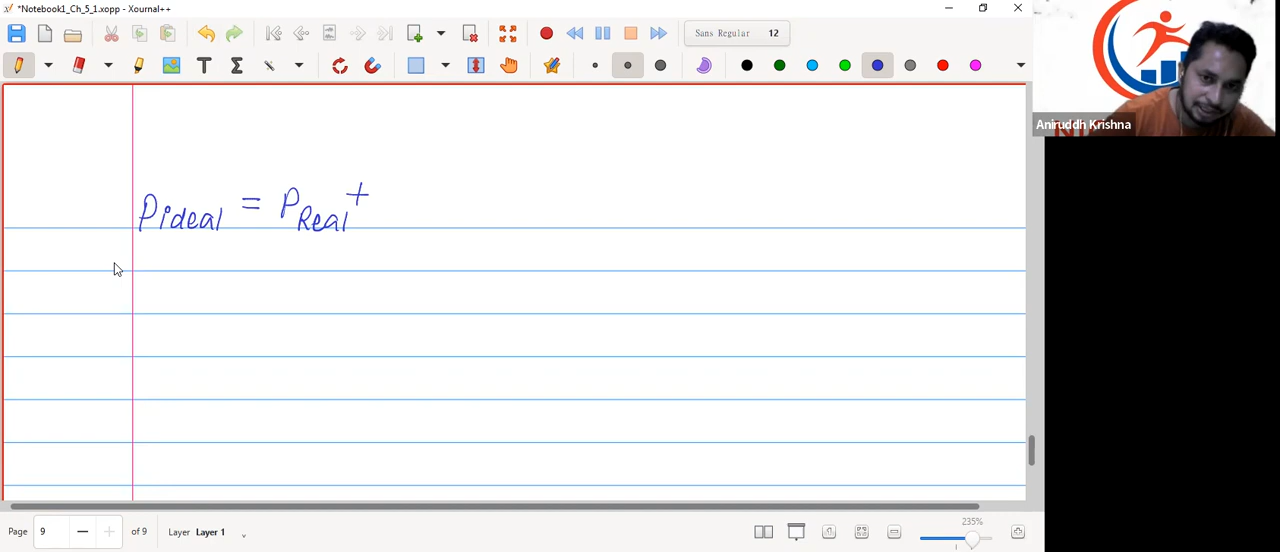 *Notebook1_Ch_5_1.xopp - Xournal++
Sans Regular 12
Aniruddh Krishna
Pideal = PReal +
Page 9 of 9 Layer Layer 1
235%